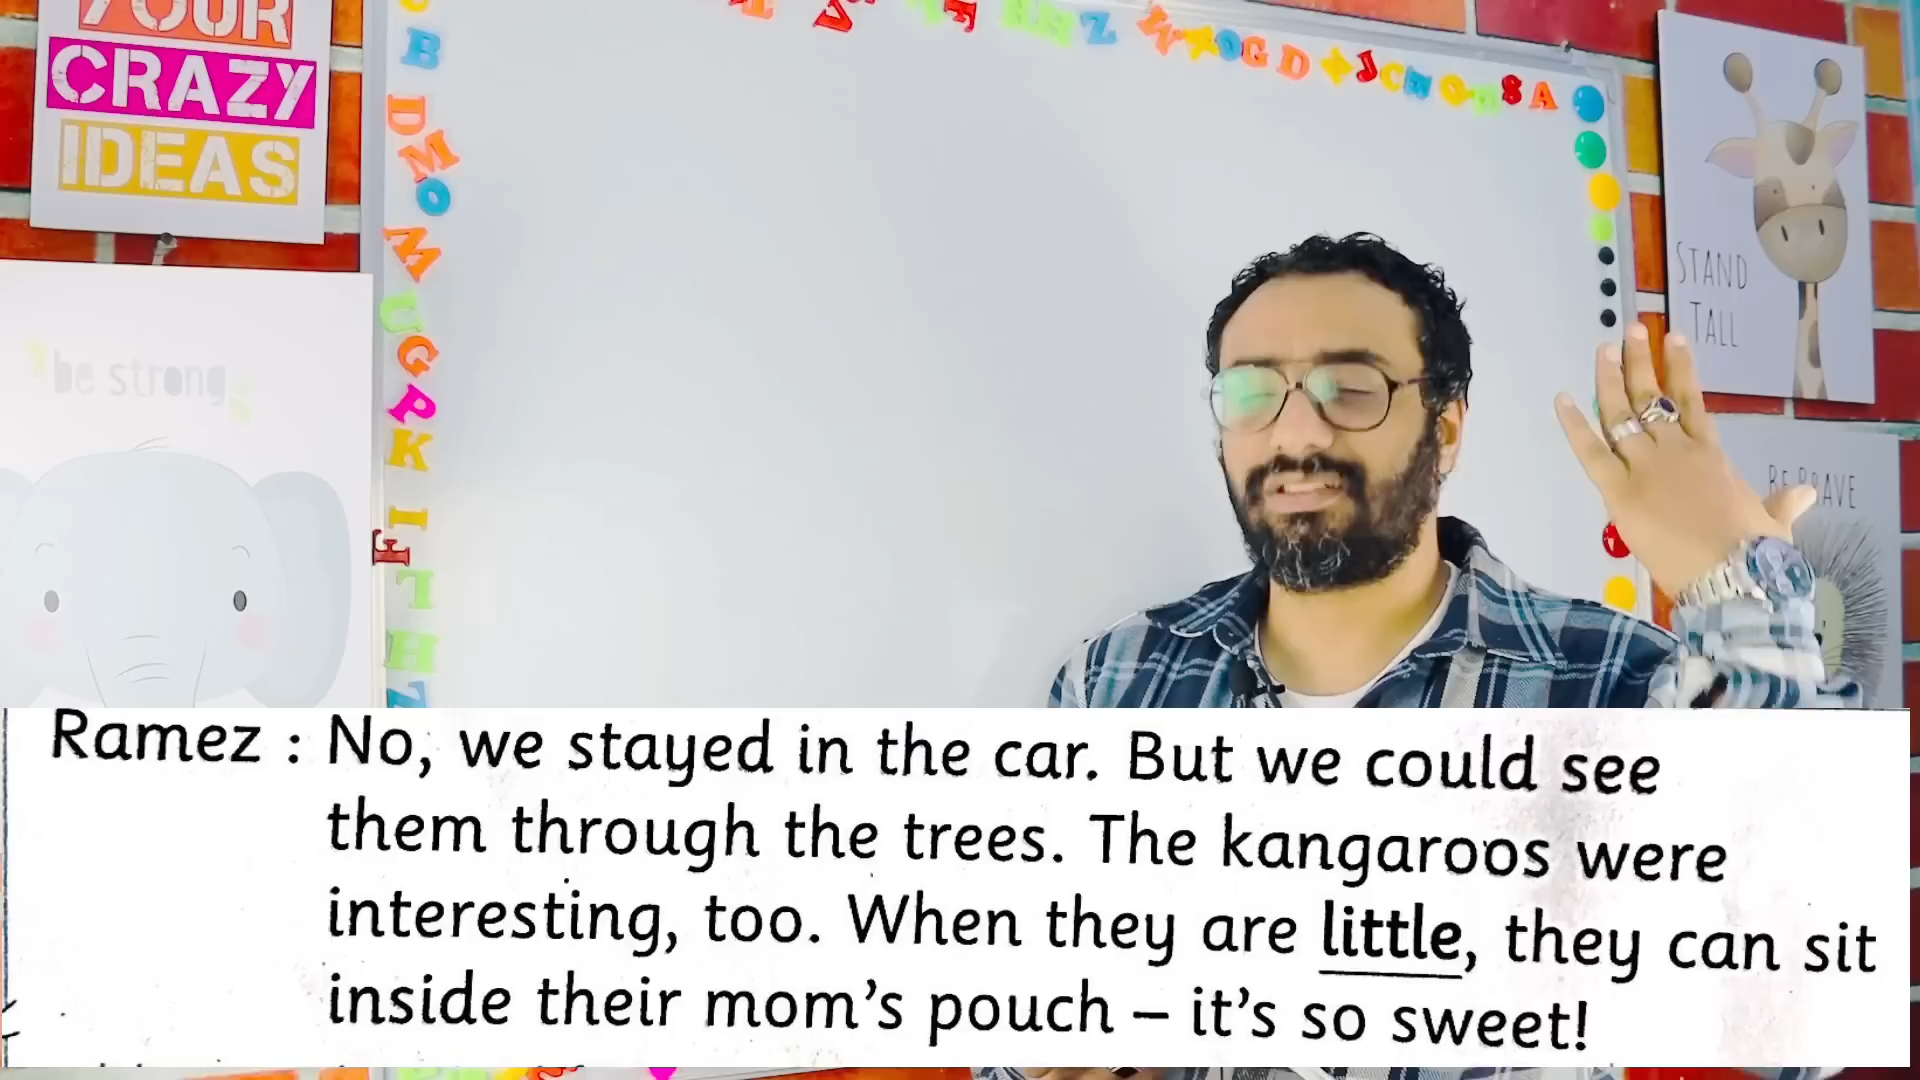 YOUR
CRAZY
IDEAS
be strong
STAND
TALL
BE BRAVE
Ramez : No, we stayed in the car. But we could see
them through the trees. The kangaroos were
interesting, too. When they are little, they can sit
inside their mom's pouch – it's so sweet!